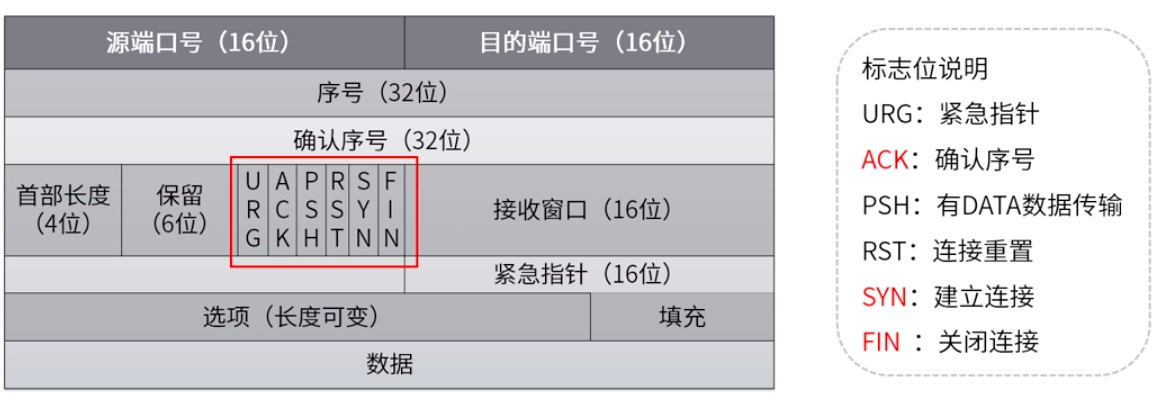 源端口号（16位）
目的端口号（16位）
序号（32位）
确认序号（32位）
首部长度
（4位）
保留
（6位）
URG
ACK
PSH
RST
SYN
FIN
接收窗口（16位）
紧急指针（16位）
选项（长度可变）
填充
数据
标志位说明
URG：紧急指针
ACK：确认序号
PSH：有DATA数据传输
RST：连接重置
SYN：建立连接
FIN ：关闭连接